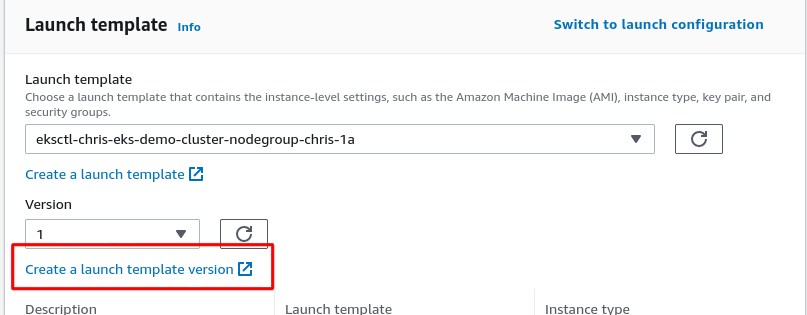 Launch template Info Switch to launch configuration
Launch template
Choose a launch template that contains the instance-level settings, such as the Amazon Machine Image (AMI), instance type, key pair, and
security groups.
eksctl-chris-eks-demo-cluster-nodegroup-chris-1a
Create a launch template
Version
1
Create a launch template version
Description Launch template Instance type